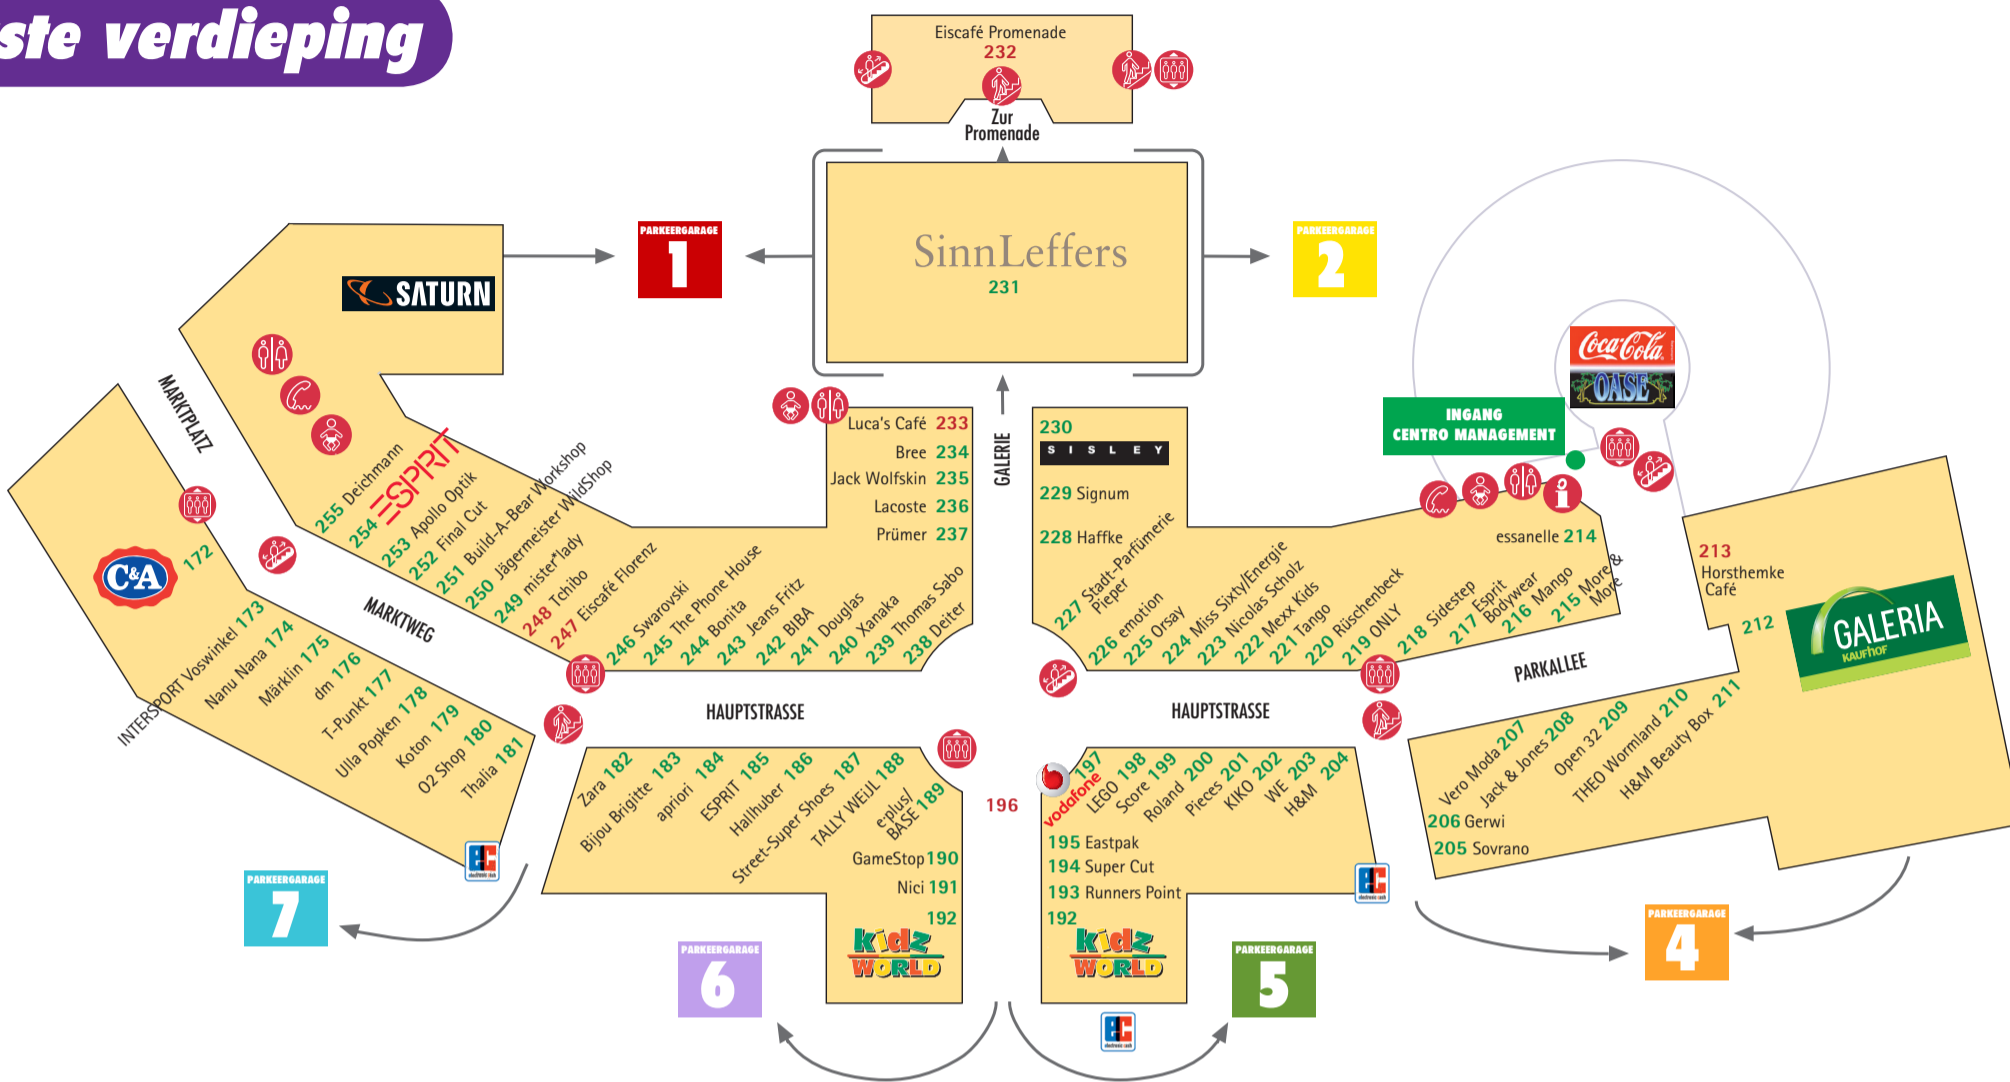 ste verdieping
Eiscafé Promenade
232
Zur
Promenade
SinnLeffers
231
PARKEERGARAGE
1
PARKEERGARAGE
2
SATURN
Coca-Cola
OASE
INGANG
CENTRO MANAGEMENT
MARKTPLATZ
MARKTWEG
GALERIE
HAUPTSTRASSE
HAUPTSTRASSE
PARKALLEE
255 Deichmann
254 ESPRIT
253 Apollo Optik
252 Final Cut
251 Build-A-Bear Workshop
250 Jägermeister WildShop
249 mister*lady
248 Tchibo
247 Eiscafé Florenz
246 Swarovski
245 The Phone House
244 Bonita
243 Jeans Fritz
242 BIBA
241 Douglas
240 Xanaka
239 Thomas Sabo
238 Deiter
Luca's Café 233
Bree 234
Jack Wolfskin 235
Lacoste 236
Prümer 237
230
SISLEY
229 Signum
228 Haffke
227 Stadt-Parfümerie
Pieper
226 emotion
225 Orsay
224 Miss Sixty/Energie
223 Nicolas Scholz
222 Mexx Kids
221 Tango
220 Rüschenbeck
219 ONLY
218 Sidestep
217 Esprit
Bodywear
216 Mango
215 More &
More
essanelle 214
213
Horsthemke
Café
212
GALERIA
KAUFHOF
C&A
172
INTERSPORT Voswinkel 173
Nanu Nana 174
Märklin 175
dm 176
T-Punkt 177
Ulla Popken 178
Koton 179
O2 Shop 180
Thalia 181
Zara 182
Bijou Brigitte 183
apriori 184
ESPRIT 185
Hallhuber 186
Street-Super Shoes 187
TALLY WEiJL 188
e·plus/
BASE 189
GameStop 190
Nici 191
192
kidz
WORLD
196
197
vodafone
LEGO 198
Score 199
Roland 200
Pieces 201
KIKO 202
WE 203
H&M 204
195 Eastpak
194 Super Cut
193 Runners Point
192
kidz
WORLD
Vero Moda 207
Jack & Jones 208
Open 32 209
THEO Wormland 210
H&M Beauty Box 211
206 Gerwi
205 Sovrano
ec
electronic cash
ec
electronic cash
ec
electronic cash
PARKEERGARAGE
7
PARKEERGARAGE
6
PARKEERGARAGE
5
PARKEERGARAGE
4